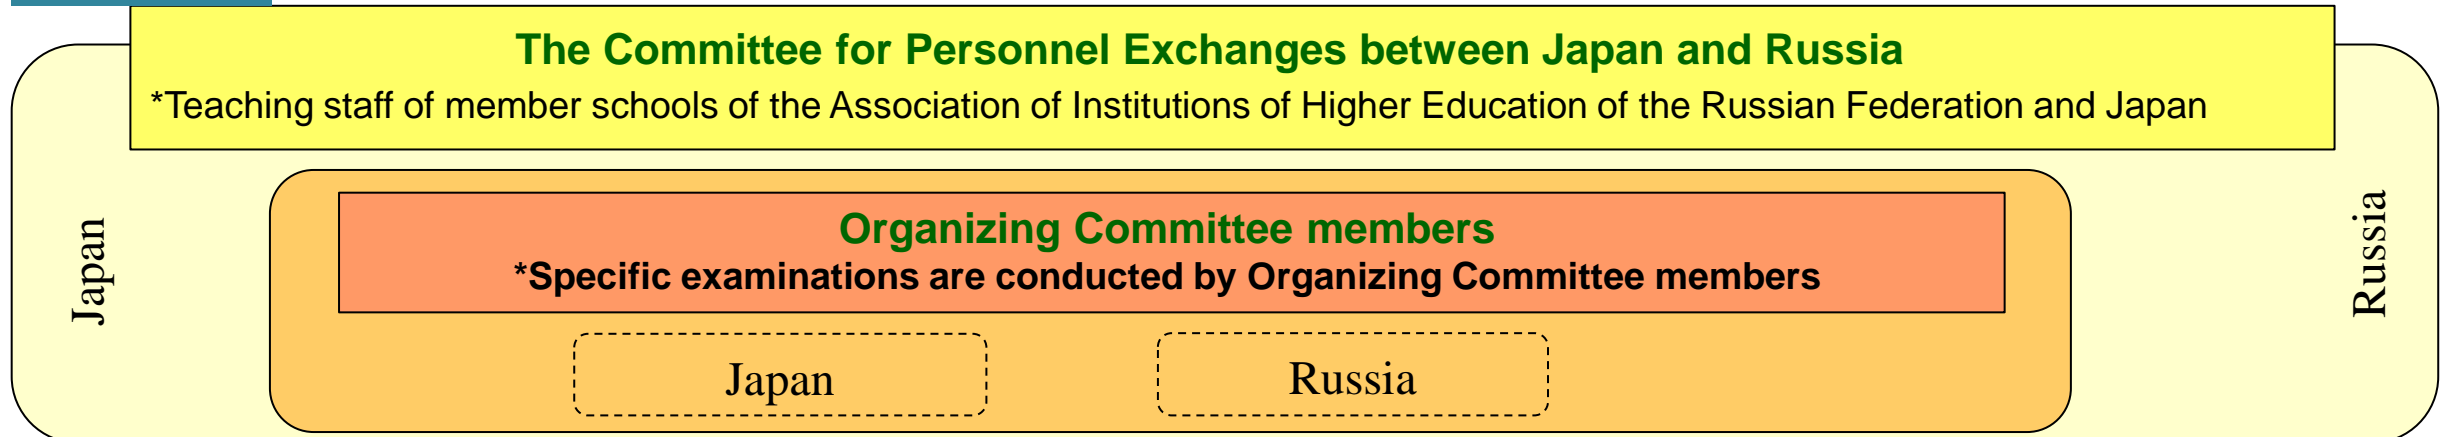 The Committee for Personnel Exchanges between Japan and Russia
*Teaching staff of member schools of the Association of Institutions of Higher Education of the Russian Federation and Japan
Japan
Organizing Committee members
*Specific examinations are conducted by Organizing Committee members
Russia
Japan
Russia